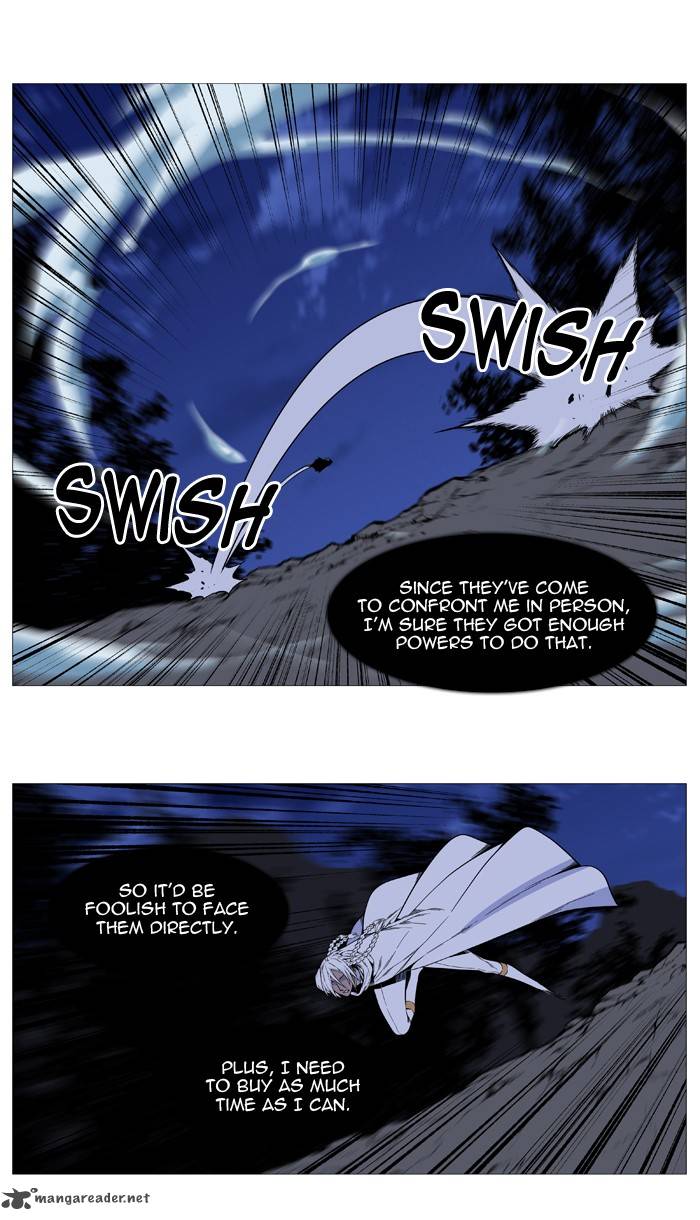 SWISH
SWISH
SINCE THEY'VE COME
TO CONFRONT ME IN PERSON,
I'M SURE THEY GOT ENOUGH
POWERS TO DO THAT.
SO IT'D BE
FOOLISH TO FACE
THEM DIRECTLY.
PLUS, I NEED
TO BUY AS MUCH
TIME AS I CAN.
mangareader.net